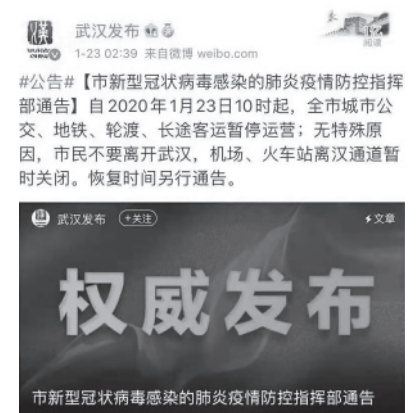 武汉发布
1-23 02:39 来自微博 weibo.com
阅读
#公告#【市新型冠状病毒感染的肺炎疫情防控指挥
部通告】自2020年1月23日10时起，全市城市公
交、地铁、轮渡、长途客运暂停运营；无特殊原
因，市民不要离开武汉，机场、火车站离汉通道暂
时关闭。恢复时间另行通告。
武汉发布 +关注
文章
权威发布
市新型冠状病毒感染的肺炎疫情防控指挥部通告